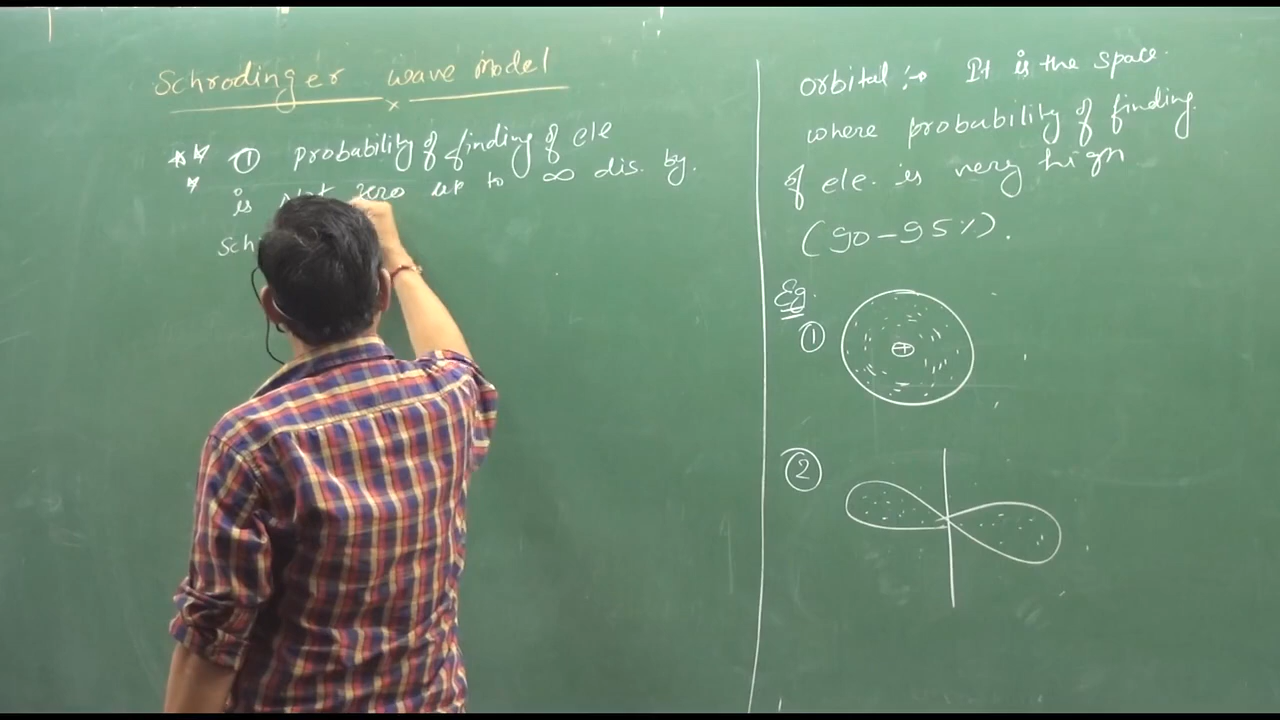 Schrodinger wave Model
① probability of finding of ele
is Not zero up to ∞ dis. by.
Sch
orbital :→ It is the space.
where probability of finding.
of ele. is very high
(90-95%).
Eg.
①
+
②